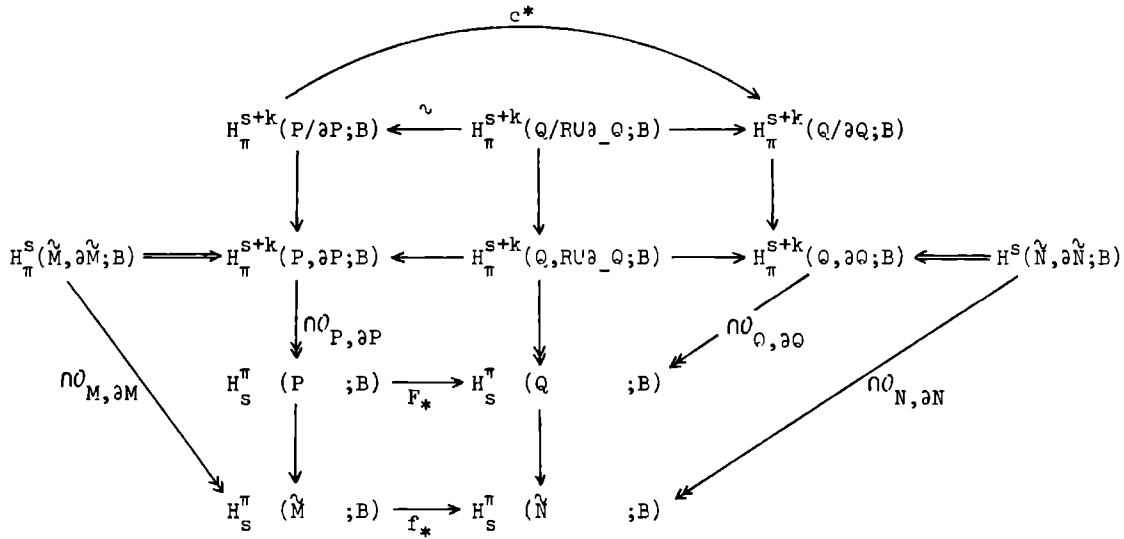 c*
~
H_π^{s+k}(P/∂P;B) ← H_π^{s+k}(Q/R∪∂_Q;B) → H_π^{s+k}(Q/∂Q;B)
H_π^s(M̃,∂M̃;B) ⇒ H_π^{s+k}(P,∂P;B) ← H_π^{s+k}(Q,R∪∂_Q;B) → H_π^{s+k}(Q,∂Q;B) ⇐ H^s(Ñ,∂Ñ;B)
∩O_{P,∂P} ∩O_{Q,∂Q}
H_s^π (P ;B) → H_s^π (Q ;B)
∩O_{M,∂M} F_* ∩O_{N,∂N}
H_s^π (M̃ ;B) → H_s^π (Ñ ;B)
f_*